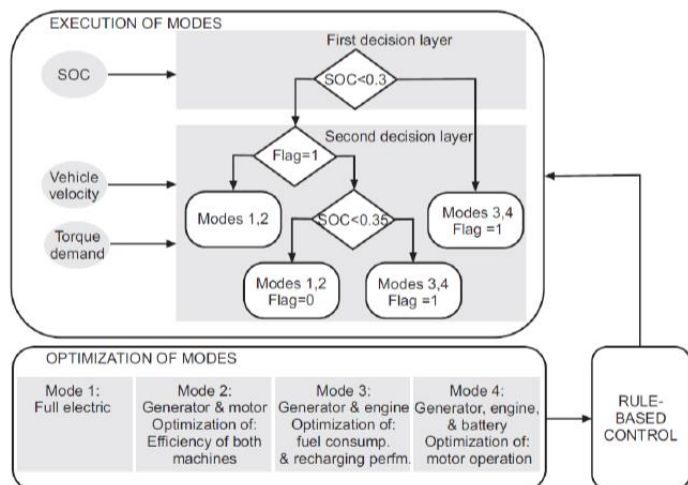 EXECUTION OF MODES
First decision layer
SOC
SOC<0.3
Second decision layer
Flag=1
Vehicle
velocity
Modes 1,2
SOC<0.35
Modes 3,4
Flag =1
Torque
demand
Modes 1,2
Flag=0
Modes 3,4
Flag =1
OPTIMIZATION OF MODES
Mode 1:
Full electric
Mode 2:
Generator & motor
Optimization of:
Efficiency of both
machines
Mode 3:
Generator & engine
Optimization of:
fuel consump.
& recharging perfm.
Mode 4:
Generator, engine,
& battery
Optimization of:
motor operation
RULE-
BASED
CONTROL